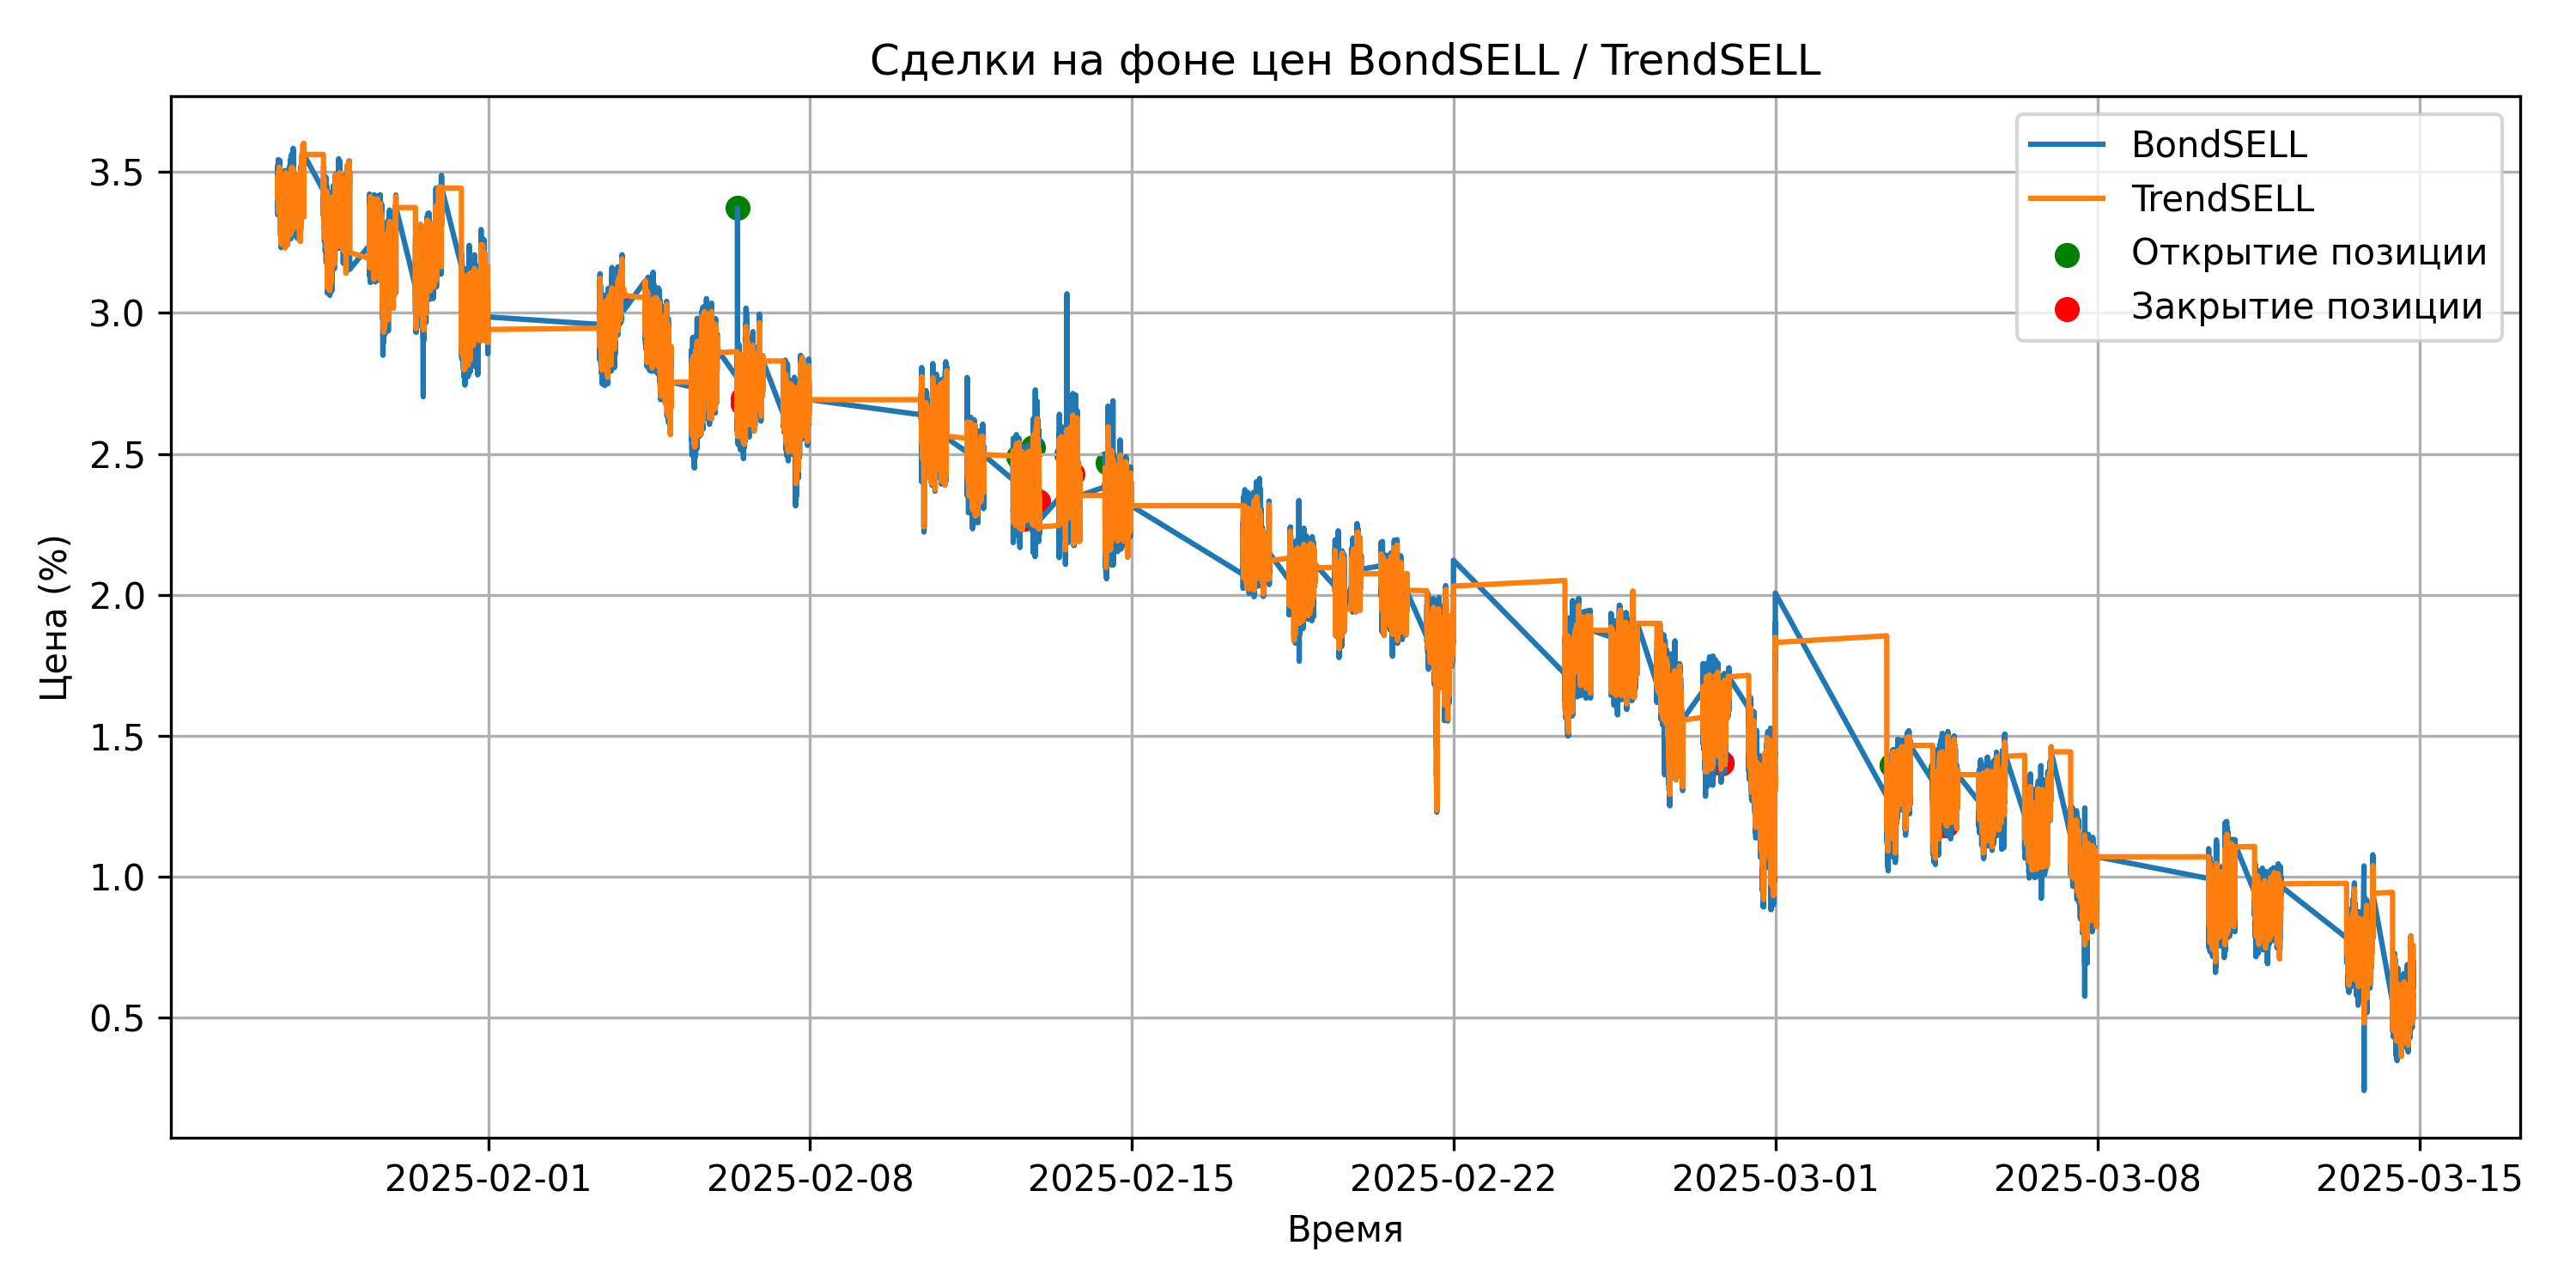 Сделки на фоне цен BondSELL / TrendSELL
BondSELL
TrendSELL
Открытие позиции
Закрытие позиции
Цена (%)
3.5
3.0
2.5
2.0
1.5
1.0
0.5
2025-02-01 2025-02-08 2025-02-15 2025-02-22 2025-03-01 2025-03-08 2025-03-15
Время